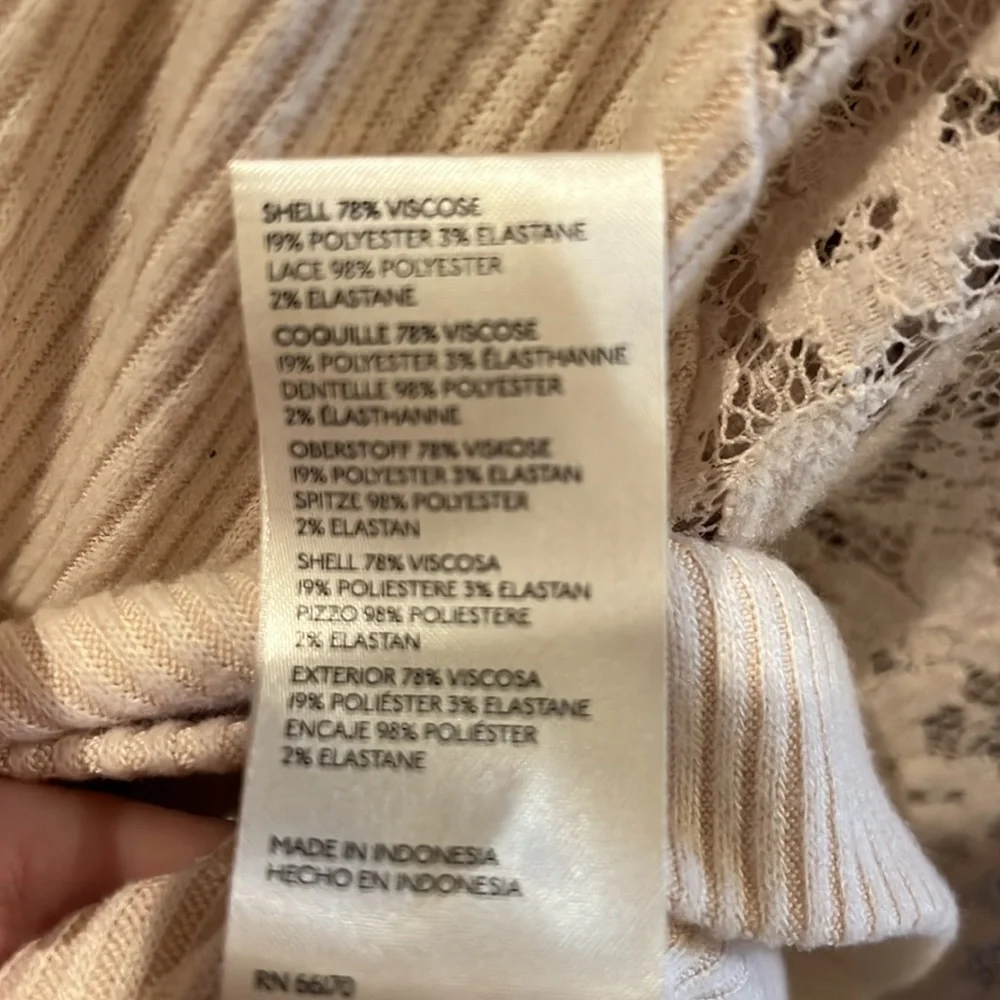 SHELL 78% VISCOSE
19% POLYESTER 3% ELASTANE
LACE 98% POLYESTER
2% ELASTANE
COQUILLE 78% VISCOSE
19% POLYESTER 3% ÉLASTHANNE
DENTELLE 98% POLYESTER
2% ÉLASTHANNE
OBERSTOFF 78% VISKOSE
19% POLYESTER 3% ELASTAN
SPITZE 98% POLYESTER
2% ELASTAN
SHELL 78% VISCOSA
19% POLIESTERE 3% ELASTAN
PIZZO 98% POLIESTERE
2% ELASTAN
EXTERIOR 78% VISCOSA
19% POLIÉSTER 3% ELASTANE
ENCAJE 98% POLIÉSTER
2% ELASTANE
MADE IN INDONESIA
HECHO EN INDONESIA
RN 66170